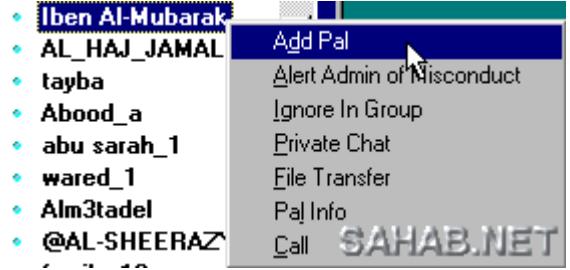 Iben Al-Mubarak
AL_HAJ_JAMAL
tayba
Abood_a
abu sarah_1
wared_1
Alm3tadel
@AL-SHEERAZY
Add Pal
Alert Admin of Misconduct
Ignore In Group
Private Chat
File Transfer
Pal Info
Call
SAHAB.NET